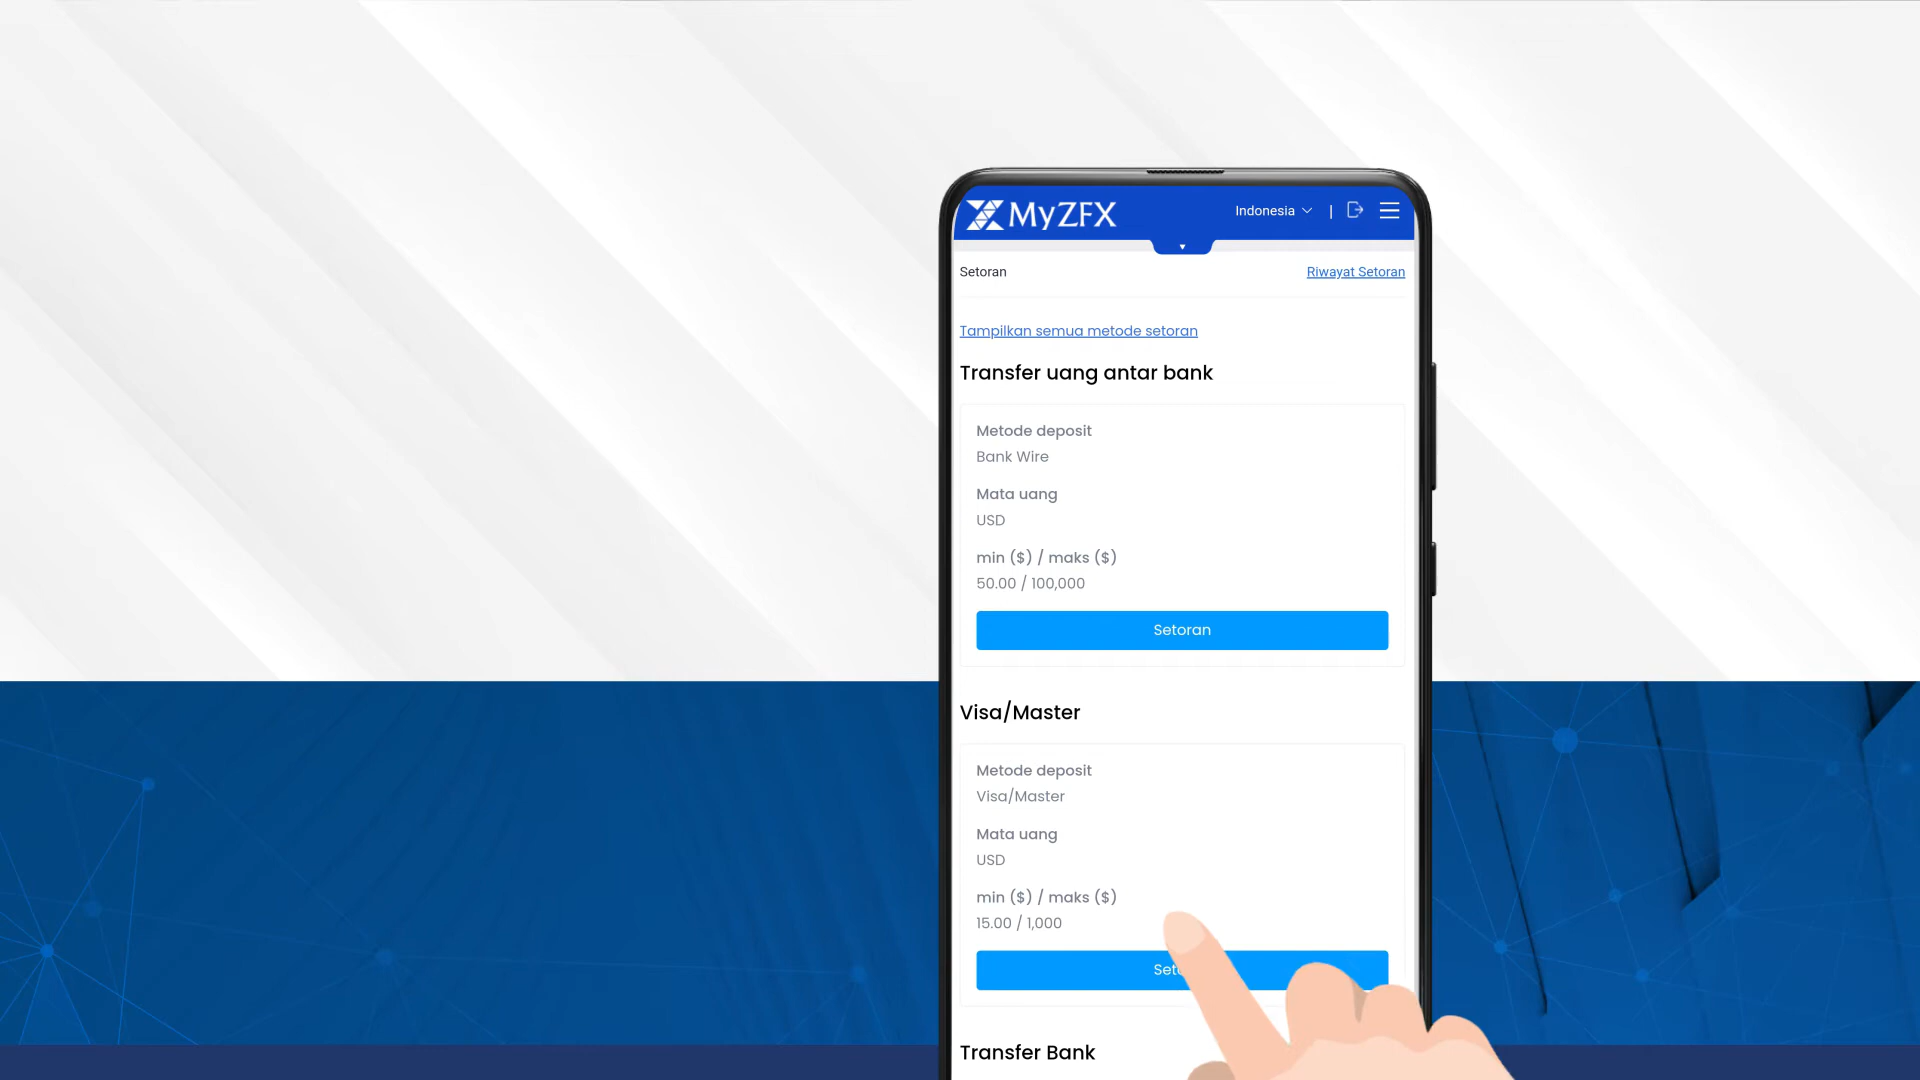 MyZFX
Indonesia |
Setoran
Riwayat Setoran
Tampilkan semua metode setoran
Transfer uang antar bank
Metode deposit
Bank Wire
Mata uang
USD
min ($) / maks ($)
50.00 / 100,000
Setoran
Visa/Master
Metode deposit
Visa/Master
Mata uang
USD
min ($) / maks ($)
15.00 / 1,000
Transfer Bank